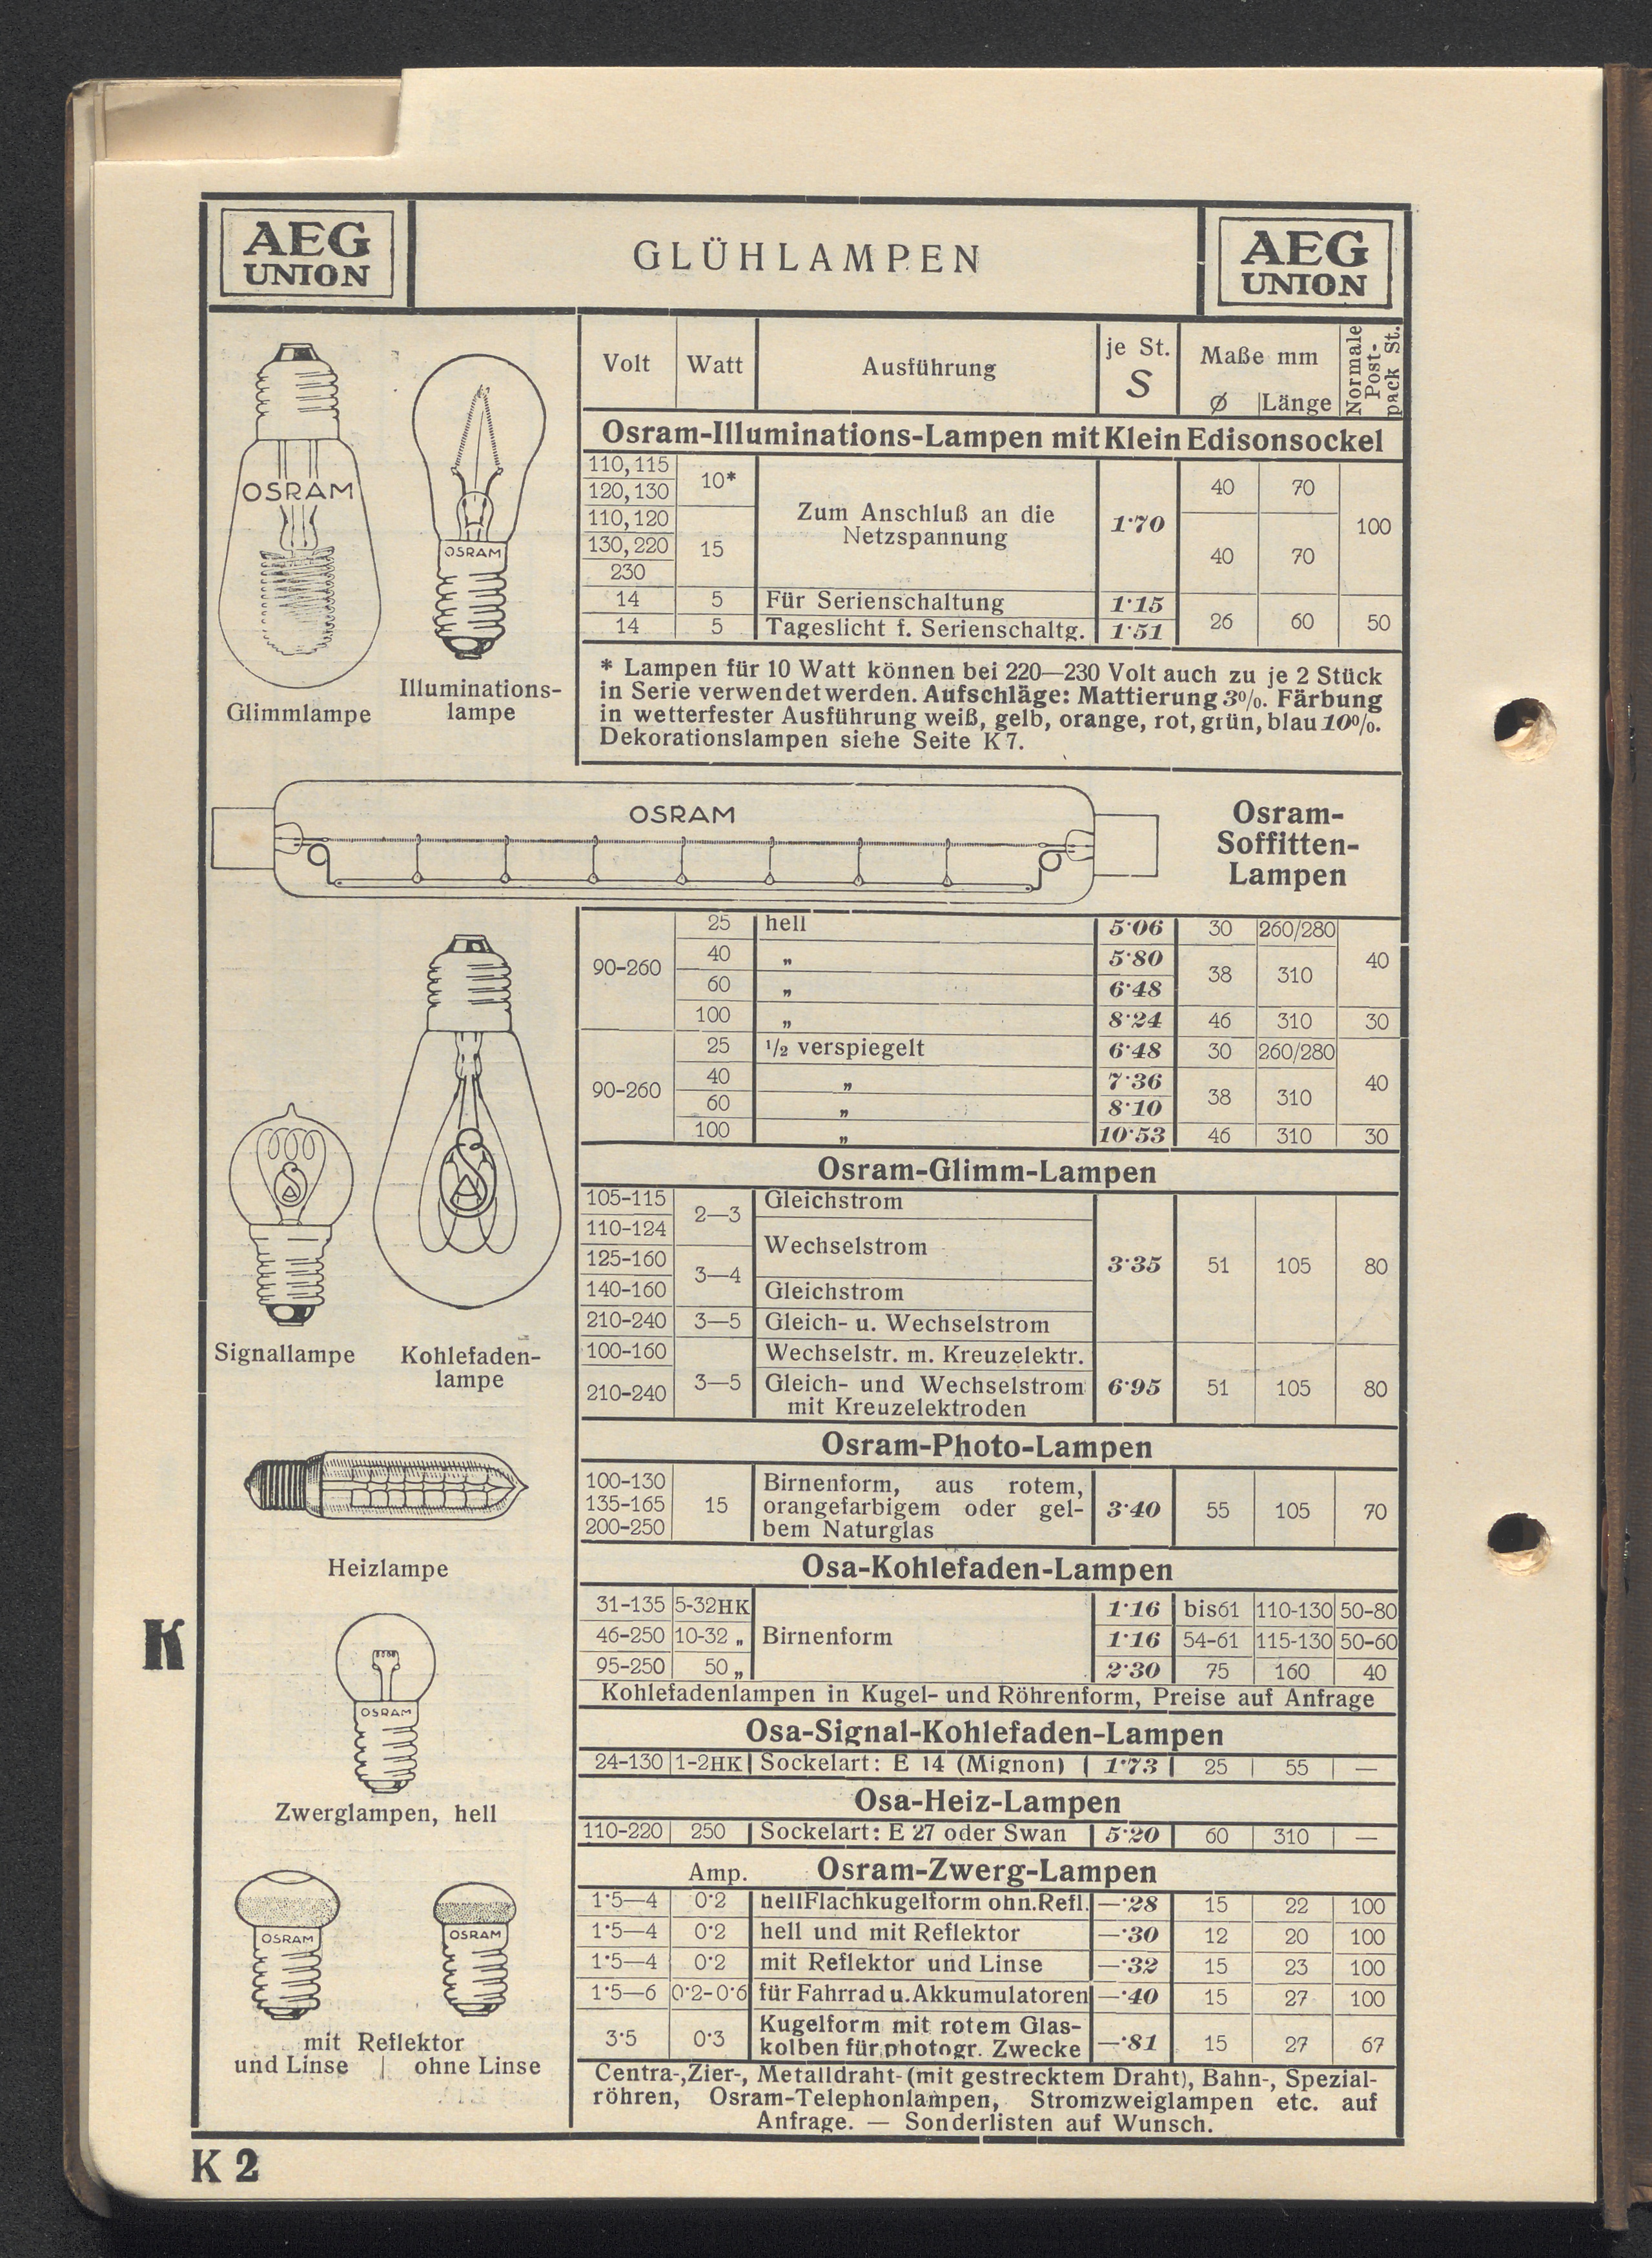 AEG
UNION
GLÜHLAMPEN
AEG
UNION
OSRAM
Glimmlampe
OSRAM
Illuminations-
lampe
Volt Watt Ausführung je St. S Maße mm ø Länge Normale Post-pack St.
Osram-Illuminations-Lampen mit Klein Edisonsockel
110, 115 10* Zum Anschluß an die 1·70 40 70 100
120, 130 Netzspannung
110, 120 15 40 70
130, 220
230
14 5 Für Serienschaltung 1·15 26 60 50
14 5 Tageslicht f. Serienschaltg. 1·51
* Lampen für 10 Watt können bei 220—230 Volt auch zu je 2 Stück
in Serie verwendet werden. Aufschläge: Mattierung 3%. Färbung
in wetterfester Ausführung weiß, gelb, orange, rot, grün, blau 10%.
Dekorationslampen siehe Seite K 7.
OSRAM
Osram-
Soffitten-
Lampen
90-260 25 hell 5·06 30 260/280 40
40 „ 5·80 38 310
60 „ 6·48
100 „ 8·24 46 310 30
90-260 25 1/2 verspiegelt 6·48 30 260/280 40
40 „ 7·36 38 310
60 „ 8·10
100 „ 10·53 46 310 30
Signallampe
Kohlefaden-
lampe
Osram-Glimm-Lampen
105-115 2—3 Gleichstrom 3·35 51 105 80
110-124 Wechselstrom
125-160 3—4
140-160 Gleichstrom
210-240 3—5 Gleich- u. Wechselstrom
100-160 3—5 Wechselstr. m. Kreuzelektr. 6·95 51 105 80
210-240 Gleich- und Wechselstrom
mit Kreuzelektroden
Osram-Photo-Lampen
100-130 15 Birnenform, aus rotem, 3·40 55 105 70
135-165 orangefarbigem oder gel-
200-250 bem Naturglas
Heizlampe
Osa-Kohlefaden-Lampen
31-135 5-32HK Birnenform 1·16 bis61 110-130 50-80
46-250 10-32 „ 1·16 54-61 115-130 50-60
95-250 50 „ 2·30 75 160 40
Kohlefadenlampen in Kugel- und Röhrenform, Preise auf Anfrage
K
OSRAM
Zwerglampen, hell
Osa-Signal-Kohlefaden-Lampen
24-130 1-2HK Sockelart: E 14 (Mignon) 1·73 25 55 —
Osa-Heiz-Lampen
110-220 250 Sockelart: E 27 oder Swan 5·20 60 310 —
Amp. Osram-Zwerg-Lampen
1·5—4 0·2 hell Flachkugelform ohn. Refl. —·28 15 22 100
1·5—4 0·2 hell und mit Reflektor —·30 12 20 100
1·5—4 0·2 mit Reflektor und Linse —·32 15 23 100
1·5—6 0·2-0·6 für Fahrrad u. Akkumulatoren —·40 15 27 100
3·5 0·3 Kugelform mit rotem Glas- —·81 15 27 67
kolben für photogr. Zwecke
OSRAM
OSRAM
mit Reflektor
und Linse | ohne Linse
Centra-, Zier-, Metalldraht- (mit gestrecktem Draht), Bahn-, Spezial-
röhren, Osram-Telephonlampen, Stromzweiglampen etc. auf
Anfrage. — Sonderlisten auf Wunsch.
K 2